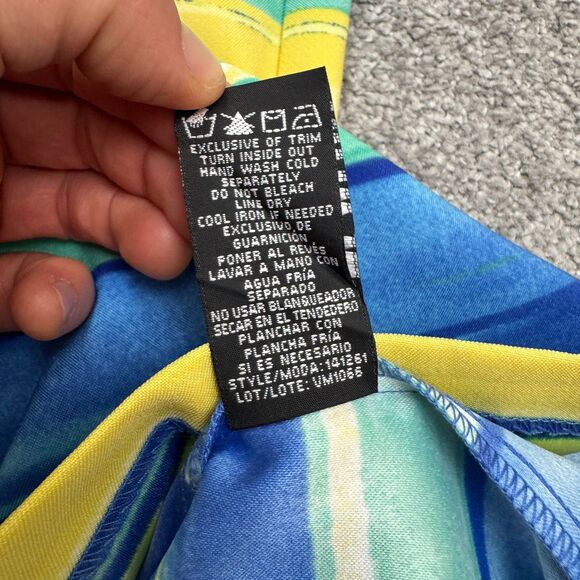 EXCLUSIVE OF TRIM
TURN INSIDE OUT
HAND WASH COLD
SEPARATELY
DO NOT BLEACH
LINE DRY
COOL IRON IF NEEDED
EXCLUSIVO DE
GUARNICIÓN
PONER AL REVÉS
LAVAR A MANO CON
AGUA FRÍA
SEPARADO
NO USAR BLANQUEADOR
SECAR EN EL TENDEDERO
PLANCHAR CON
PLANCHA FRÍA
SI ES NECESARIO
STYLE/MODA: 141261
LOT/LOTE: VM1066